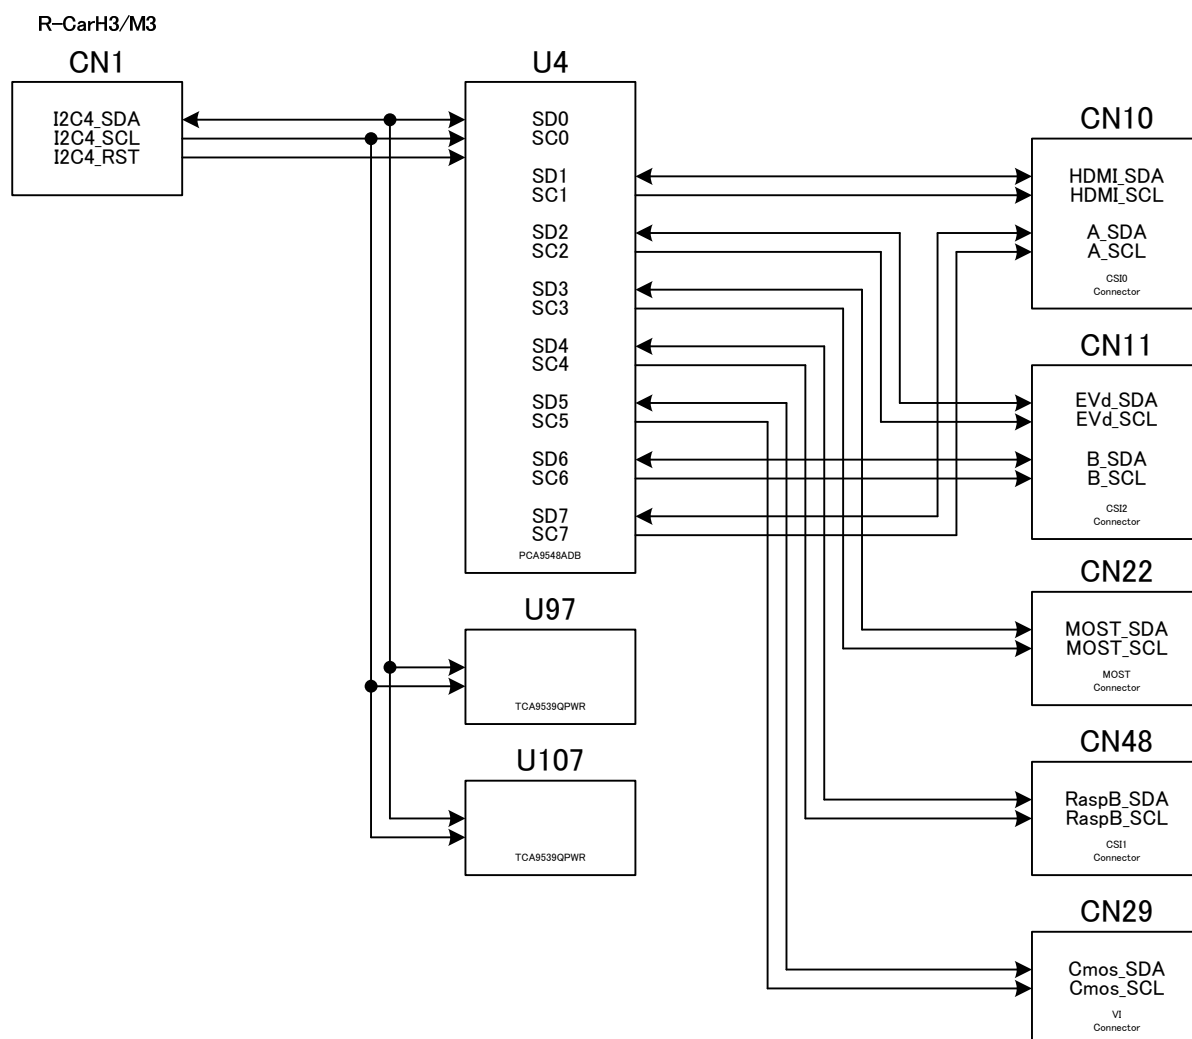 R-CarH3/M3
CN1
I2C4_SDA
I2C4_SCL
I2C4_RST
U4
SD0
SC0
SD1
SC1
SD2
SC2
SD3
SC3
SD4
SC4
SD5
SC5
SD6
SC6
SD7
SC7
PCA9548ADB
U97
TCA9539QPWR
U107
TCA9539QPWR
CN10
HDMI_SDA
HDMI_SCL
A_SDA
A_SCL
CSI0
Connector
CN11
EVd_SDA
EVd_SCL
B_SDA
B_SCL
CSI2
Connector
CN22
MOST_SDA
MOST_SCL
MOST
Connector
CN48
RaspB_SDA
RaspB_SCL
CSI1
Connector
CN29
Cmos_SDA
Cmos_SCL
VI
Connector